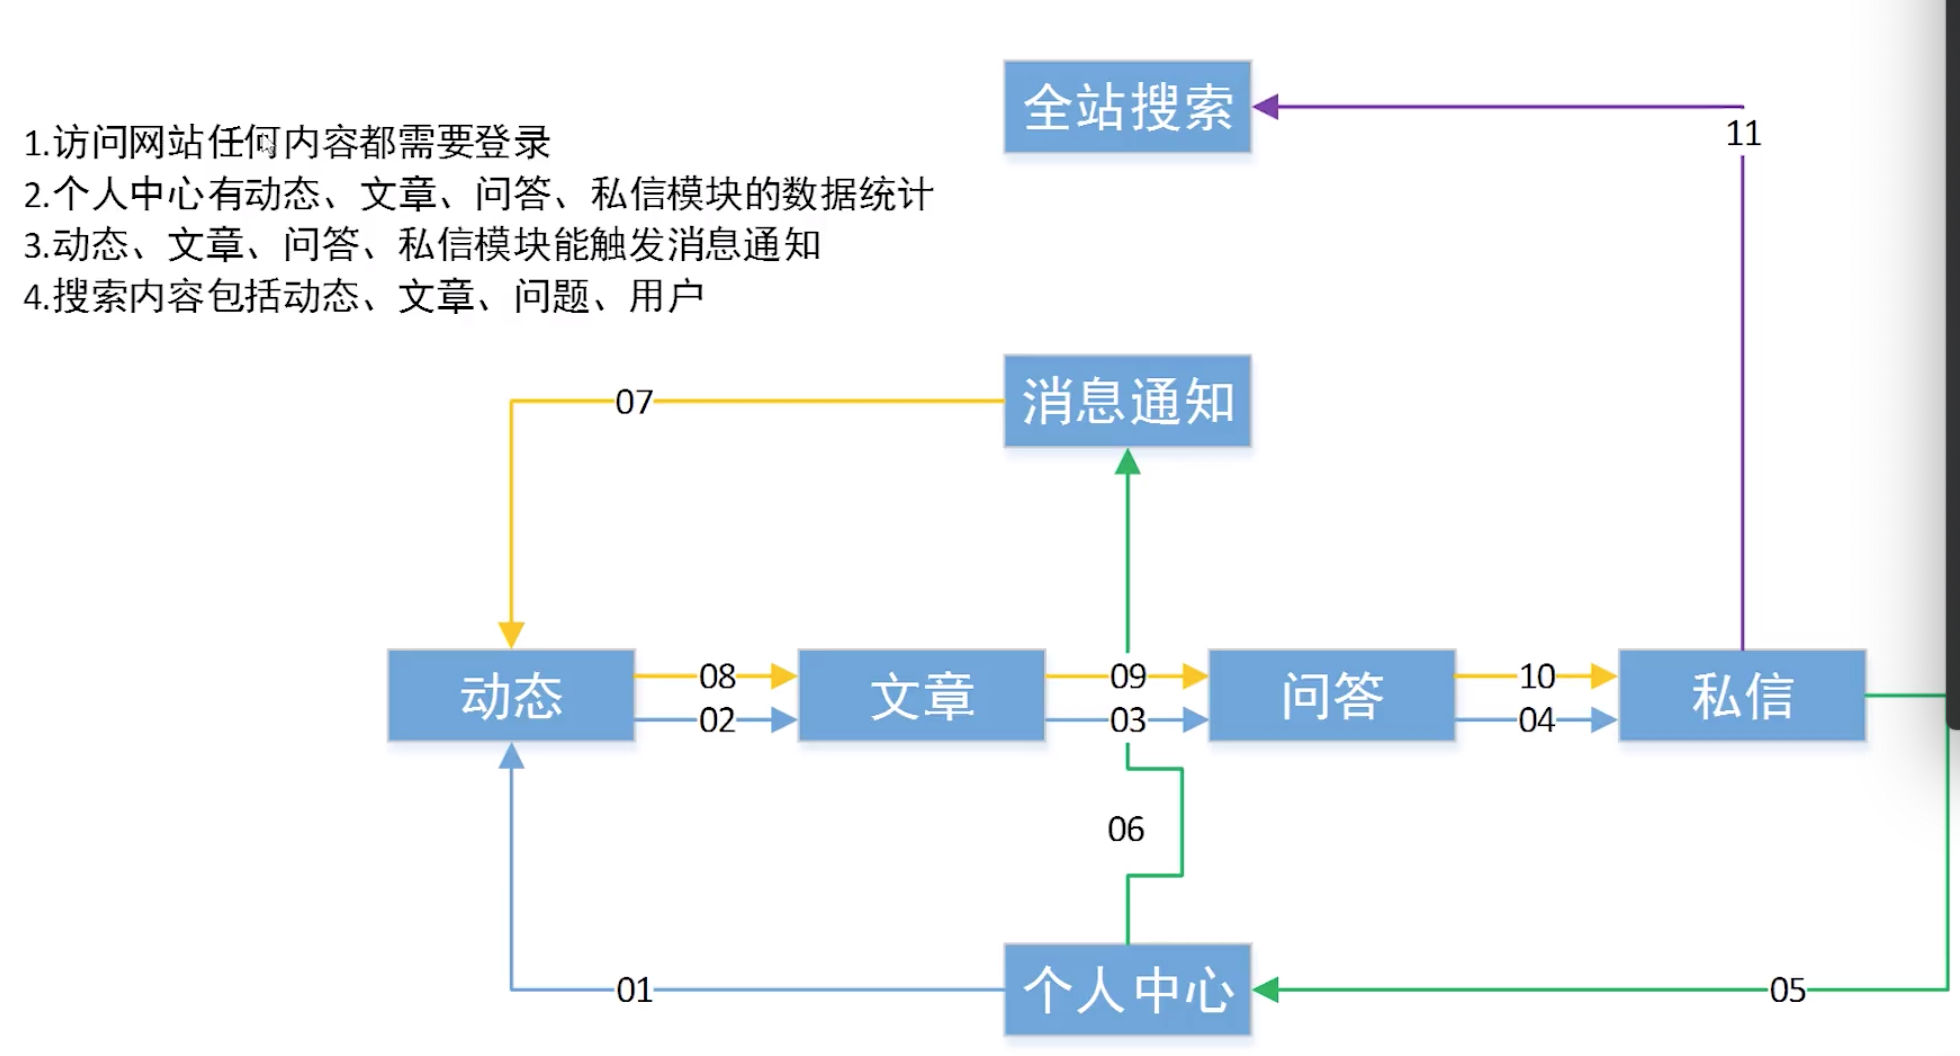 全站搜索
11
1.访问网站任何内容都需要登录
2.个人中心有动态、文章、问答、私信模块的数据统计
3.动态、文章、问答、私信模块能触发消息通知
4.搜索内容包括动态、文章、问题、用户
07
消息通知
08
09
10
动态
文章
问答
私信
02
03
04
06
01
个人中心
05